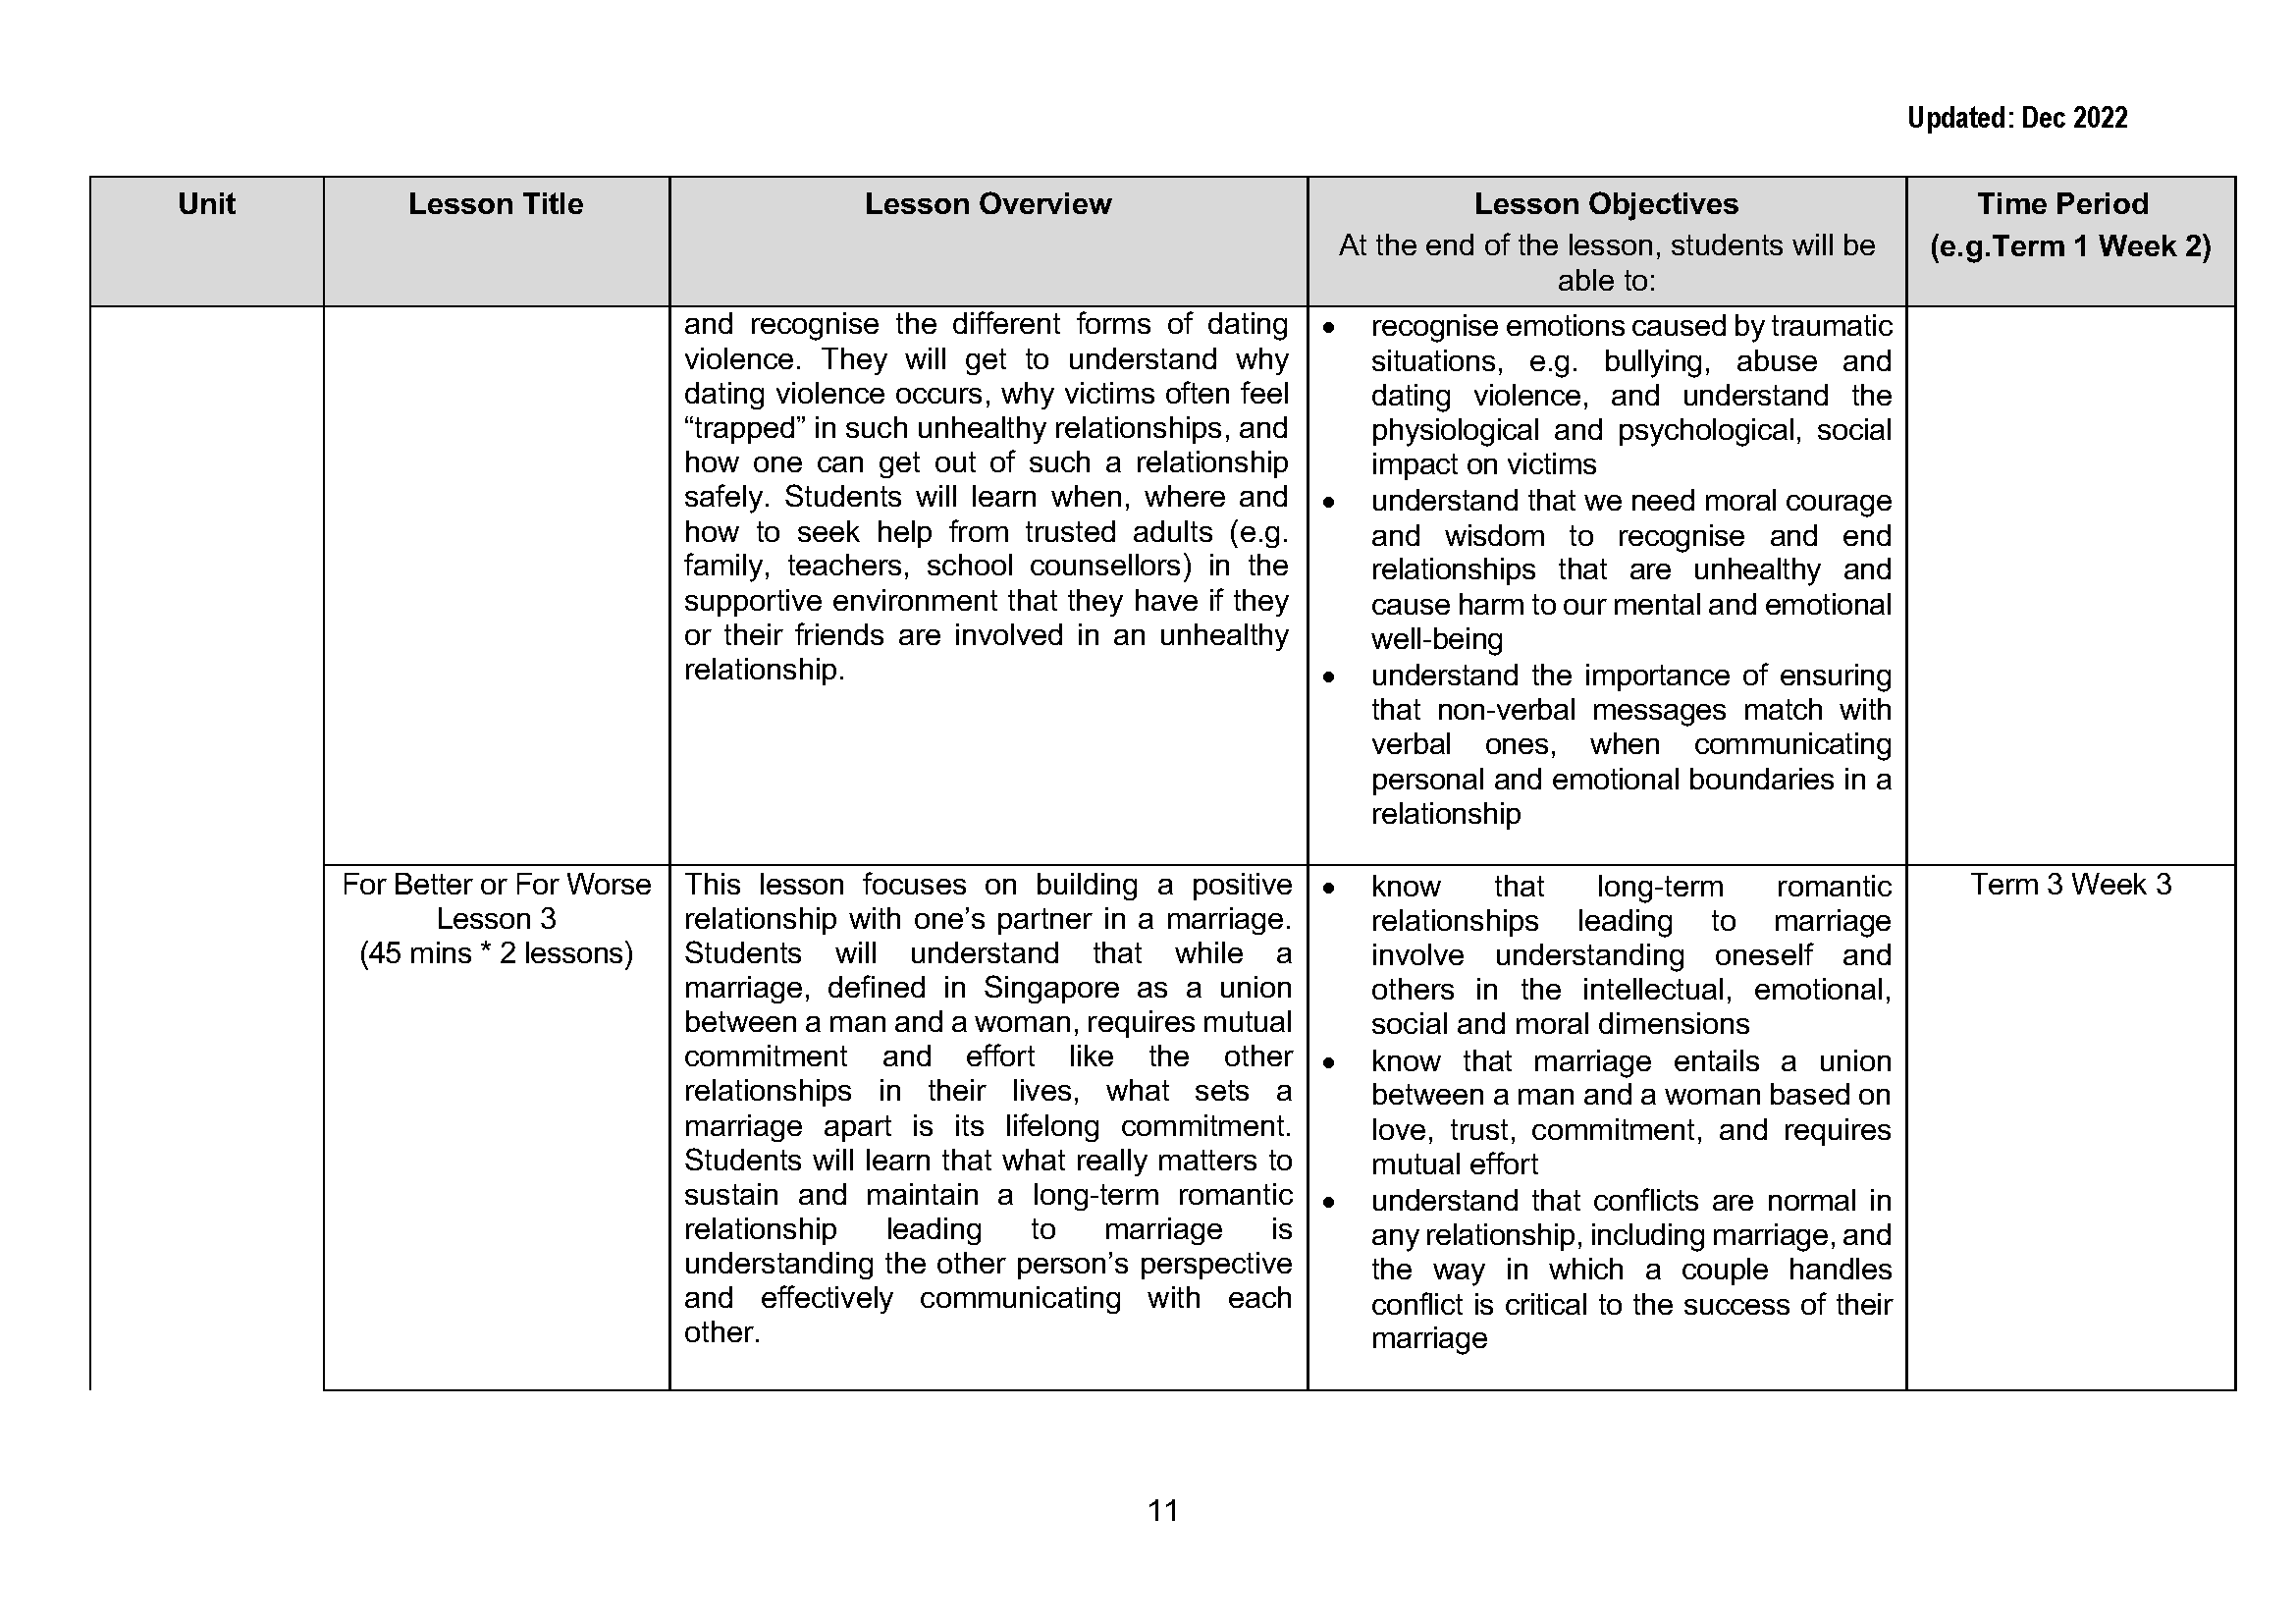 Updated: Dec 2022
Unit
Lesson Title
Lesson Overview
Lesson Objectives
At the end of the lesson, students will be
able to:
Time Period
(e.g.Term 1 Week 2)
and recognise the different forms of dating
violence. They will get to understand why
dating violence occurs, why victims often feel
“trapped” in such unhealthy relationships, and
how one can get out of such a relationship
safely. Students will learn when, where and
how to seek help from trusted adults (e.g.
family, teachers, school counsellors) in the
supportive environment that they have if they
or their friends are involved in an unhealthy
relationship.
• recognise emotions caused by traumatic
situations, e.g. bullying, abuse and
dating violence, and understand the
physiological and psychological, social
impact on victims
• understand that we need moral courage
and wisdom to recognise and end
relationships that are unhealthy and
cause harm to our mental and emotional
well-being
• understand the importance of ensuring
that non-verbal messages match with
verbal ones, when communicating
personal and emotional boundaries in a
relationship
For Better or For Worse
Lesson 3
(45 mins * 2 lessons)
This lesson focuses on building a positive
relationship with one’s partner in a marriage.
Students will understand that while a
marriage, defined in Singapore as a union
between a man and a woman, requires mutual
commitment and effort like the other
relationships in their lives, what sets a
marriage apart is its lifelong commitment.
Students will learn that what really matters to
sustain and maintain a long-term romantic
relationship leading to marriage is
understanding the other person’s perspective
and effectively communicating with each
other.
• know that long-term romantic
relationships leading to marriage
involve understanding oneself and
others in the intellectual, emotional,
social and moral dimensions
• know that marriage entails a union
between a man and a woman based on
love, trust, commitment, and requires
mutual effort
• understand that conflicts are normal in
any relationship, including marriage, and
the way in which a couple handles
conflict is critical to the success of their
marriage
Term 3 Week 3
11